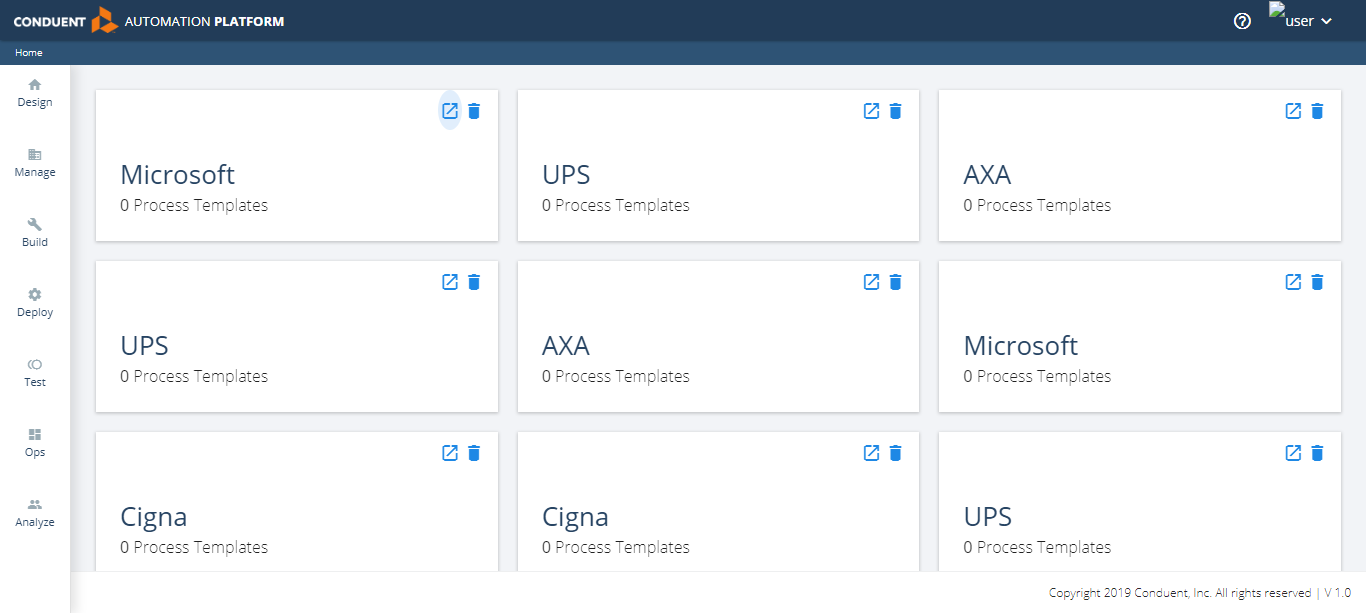 CONDUENT AUTOMATION PLATFORM
user
Home
Design
Manage
Build
Deploy
Test
Ops
Analyze
Microsoft
0 Process Templates
UPS
0 Process Templates
AXA
0 Process Templates
UPS
0 Process Templates
AXA
0 Process Templates
Microsoft
0 Process Templates
Cigna
0 Process Templates
Cigna
0 Process Templates
UPS
0 Process Templates
Copyright 2019 Conduent, Inc. All rights reserved | V 1.0